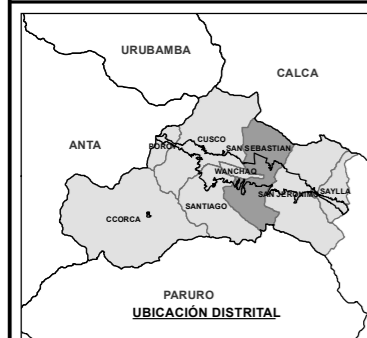 URUBAMBA
CALCA
ANTA
CUSCO
POROY
SAN SEBASTIAN
WANCHAQ
SAYLLA
SAN JERONIMO
CCORCA
SANTIAGO
PARURO
UBICACIÓN DISTRITAL